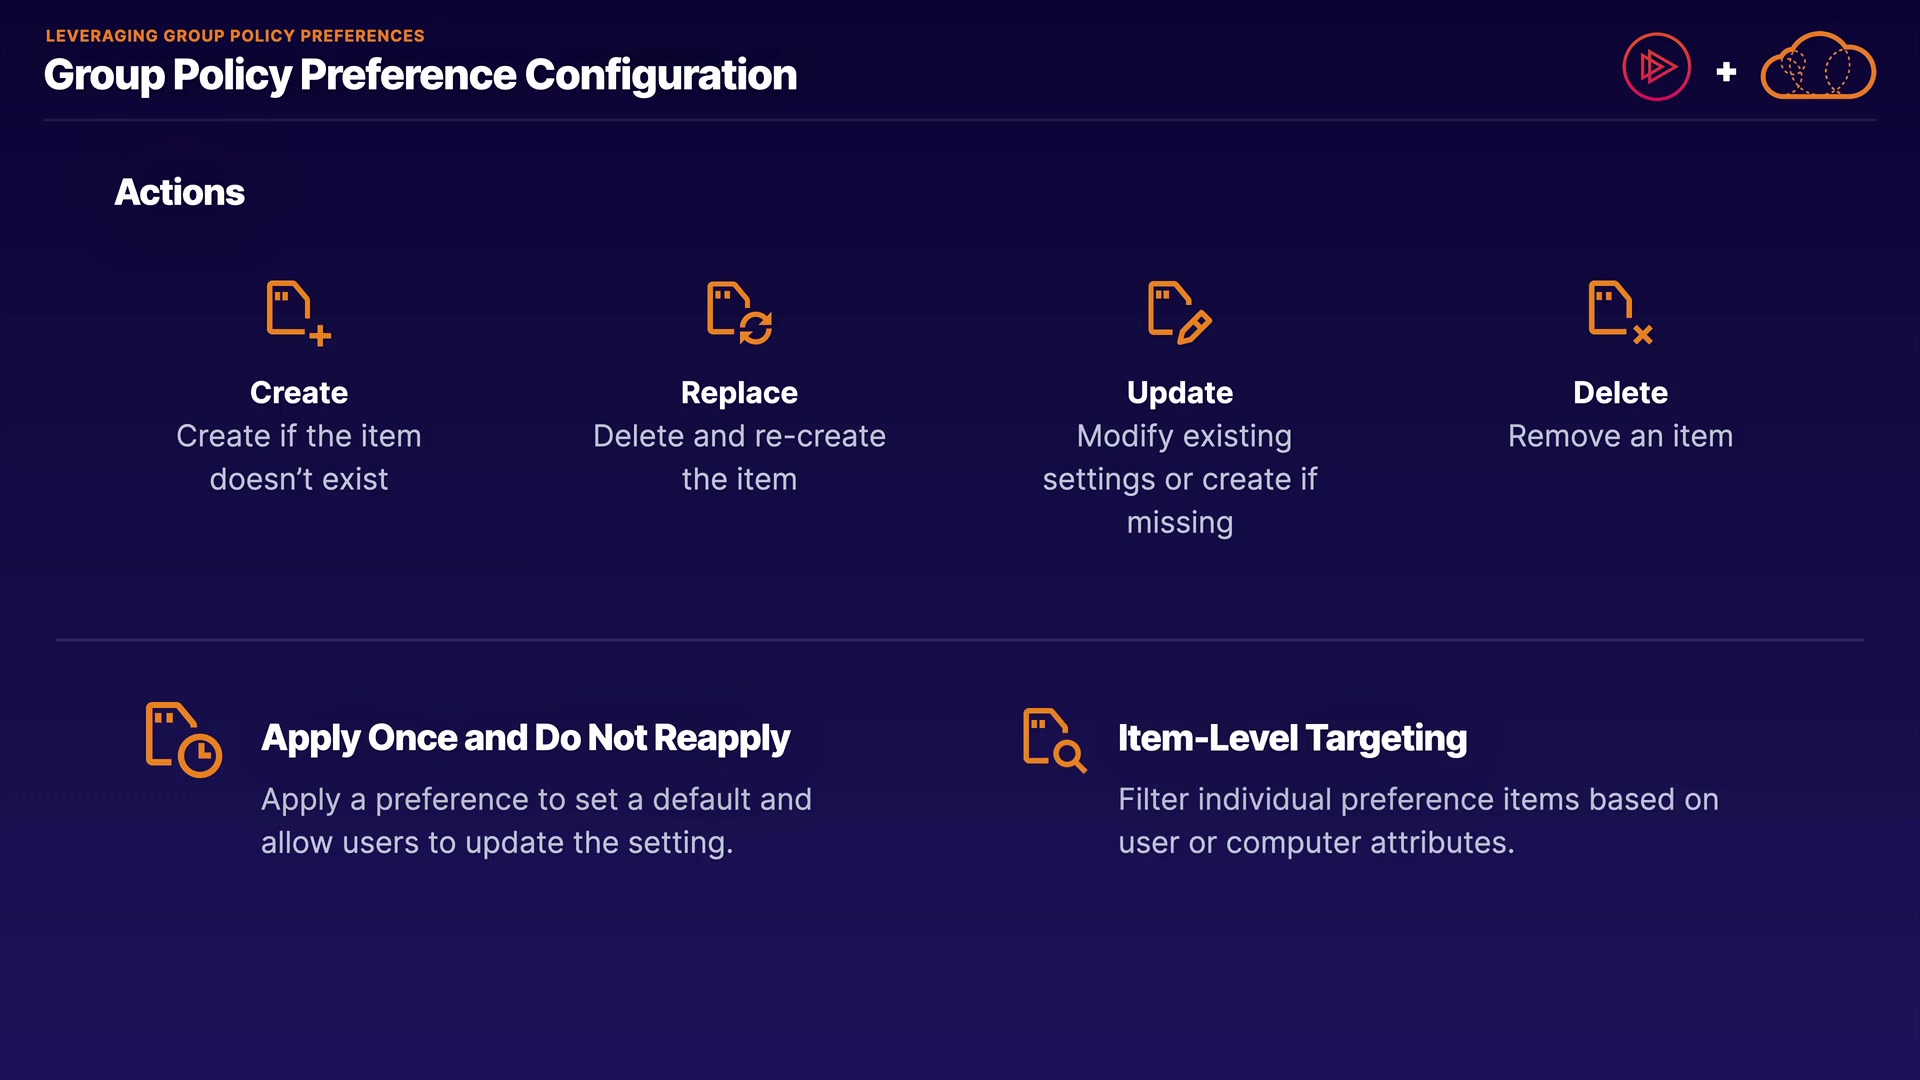 LEVERAGING GROUP POLICY PREFERENCES
Group Policy Preference Configuration
Actions
Create
Create if the item
doesn’t exist
Replace
Delete and re-create
the item
Update
Modify existing
settings or create if
missing
Delete
Remove an item
Apply Once and Do Not Reapply
Apply a preference to set a default and
allow users to update the setting.
Item-Level Targeting
Filter individual preference items based on
user or computer attributes.